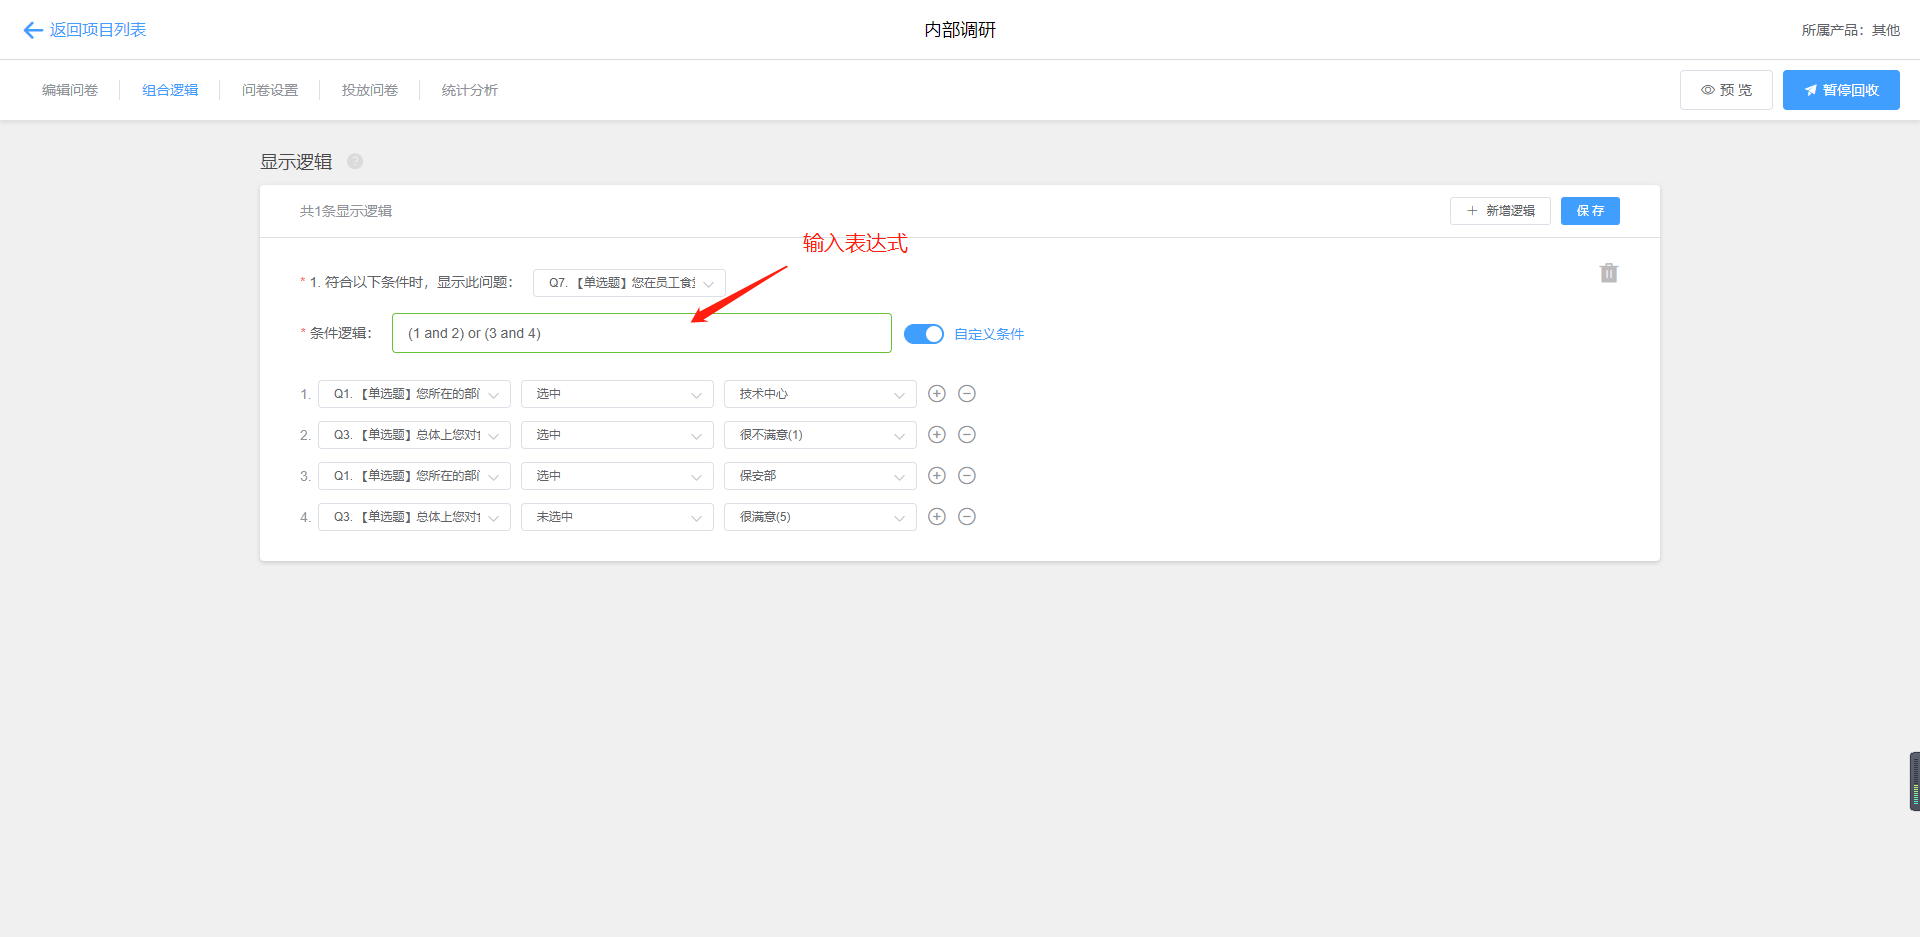 返回项目列表
内部调研
所属产品：其他
编辑问卷
组合逻辑
问卷设置
投放问卷
统计分析
预 览
暂停回收
显示逻辑 ?
共1条显示逻辑
新增逻辑
保 存
输入表达式
* 1. 符合以下条件时，显示此问题： Q7. 【单选题】您在员工食
* 条件逻辑： (1 and 2) or (3 and 4) 自定义条件
1. Q1. 【单选题】您所在的部 选中 技术中心
2. Q3. 【单选题】总体上您对 选中 很不满意(1)
3. Q1. 【单选题】您所在的部 选中 保安部
4. Q3. 【单选题】总体上您对 未选中 很满意(5)